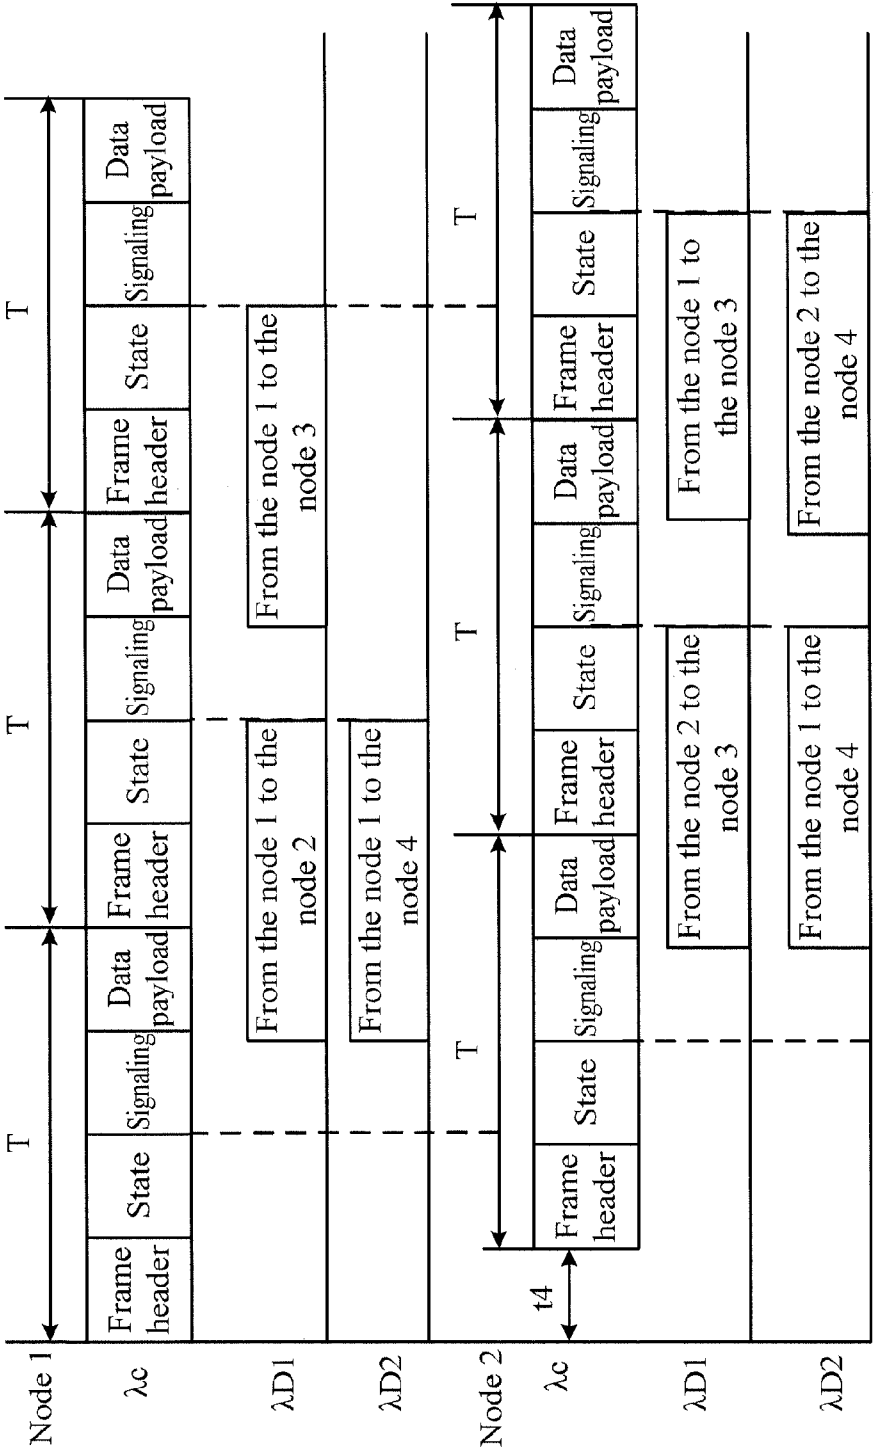 Node 1
T
T
T
λc
Frame
header
State
Signaling
Data
payload
Frame
header
State
Signaling
Data
payload
Frame
header
State
Signaling
Data
payload
λD1
From the node 1 to the
node 2
From the node 1 to the
node 3
λD2
From the node 1 to the
node 4
Node 2
T
T
T
λc
t4
Frame
header
State
Signaling
Data
payload
Frame
header
State
Signaling
Data
payload
Frame
header
State
Signaling
Data
payload
λD1
From the node 2 to the
node 3
From the node 1 to
the node 3
λD2
From the node 1 to the
node 4
From the node 2 to the
node 4